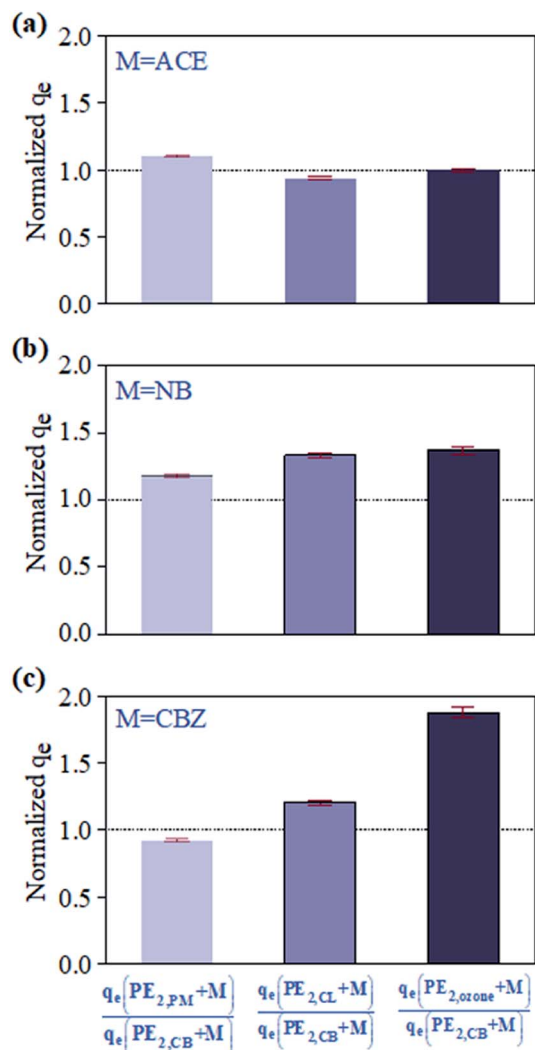 (a)
2.0
M=ACE
1.5
1.0
0.5
0.0
Normalized qe
(b)
2.0
M=NB
1.5
1.0
0.5
0.0
Normalized qe
(c)
2.0
M=CBZ
1.5
1.0
0.5
0.0
Normalized qe
qe(PE2,PM+M) qe(PE2,CL+M) qe(PE2,ozone+M)
qe(PE2,CB+M) qe(PE2,CB+M) qe(PE2,CB+M)